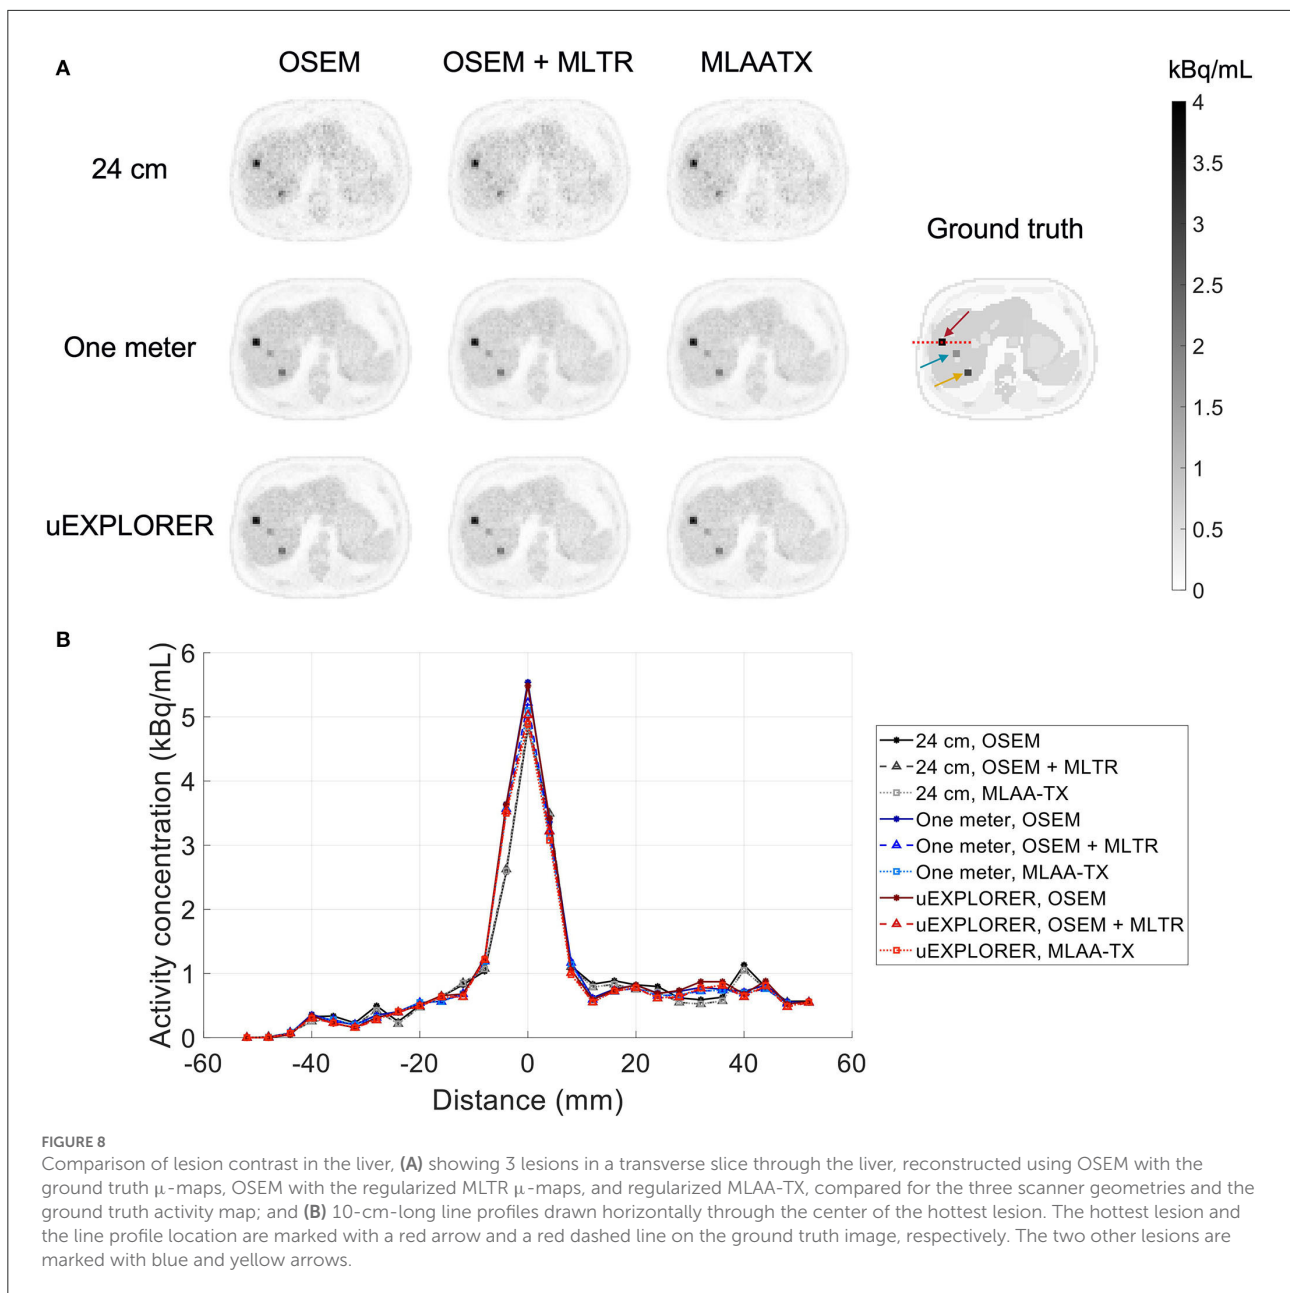 A
OSEM
OSEM + MLTR
MLAATX
kBq/mL
24 cm
One meter
uEXPLORER
Ground truth
4
3.5
3
2.5
2
1.5
1
0.5
0
B
Activity concentration (kBq/mL)
6
5
4
3
2
1
0
-60
-40
-20
0
20
40
60
Distance (mm)
24 cm, OSEM
24 cm, OSEM + MLTR
24 cm, MLAA-TX
One meter, OSEM
One meter, OSEM + MLTR
One meter, MLAA-TX
uEXPLORER, OSEM
uEXPLORER, OSEM + MLTR
uEXPLORER, MLAA-TX
FIGURE 8
Comparison of lesion contrast in the liver, (A) showing 3 lesions in a transverse slice through the liver, reconstructed using OSEM with the
ground truth μ-maps, OSEM with the regularized MLTR μ-maps, and regularized MLAA-TX, compared for the three scanner geometries and the
ground truth activity map; and (B) 10-cm-long line profiles drawn horizontally through the center of the hottest lesion. The hottest lesion and
the line profile location are marked with a red arrow and a red dashed line on the ground truth image, respectively. The two other lesions are
marked with blue and yellow arrows.